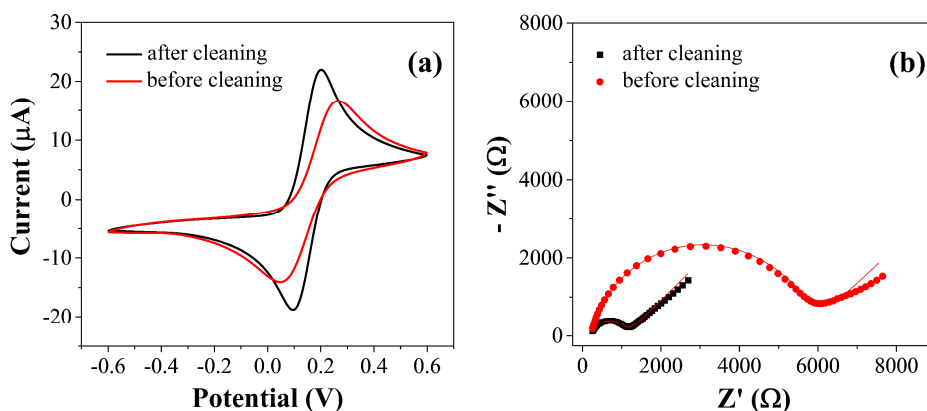 (a)
after cleaning
before cleaning
30
20
10
0
-10
-20
Current (μA)
-0.6
-0.4
-0.2
0.0
0.2
0.4
0.6
Potential (V)
(b)
after cleaning
before cleaning
8000
6000
4000
2000
0
- Z'' (Ω)
0
2000
4000
6000
8000
Z' (Ω)